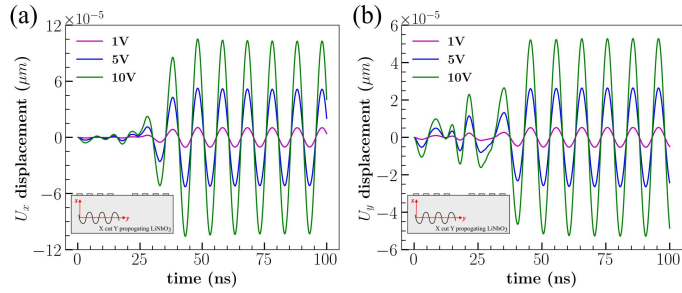 (a)
×10⁻⁵
12
6
0
−6
−12
U_x displacement (μm)
1V
5V
10V
x
y
X cut Y propogating LiNbO₃
0
25
50
75
100
time (ns)
(b)
×10⁻⁵
6
4
2
0
−2
−4
−6
U_y displacement (μm)
1V
5V
10V
x
y
X cut Y propogating LiNbO₃
0
25
50
75
100
time (ns)